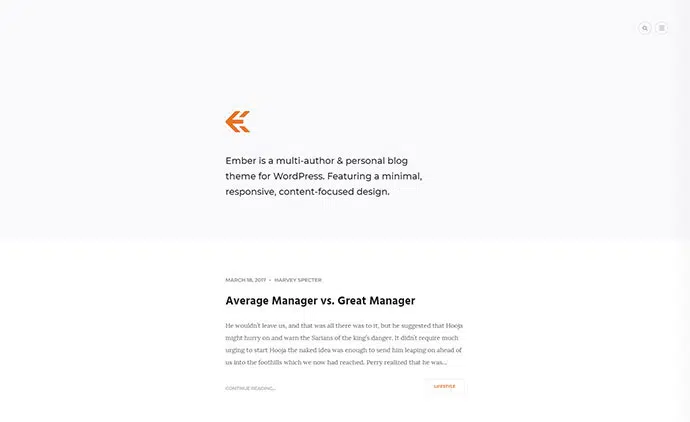 Ember is a multi-author & personal blog
theme for WordPress. Featuring a minimal,
responsive, content-focused design.
MARCH 18, 2017 • HARVEY SPECTER
Average Manager vs. Great Manager
He wouldn't leave us, and that was all there was to it, but he suggested that Hooja
might hurry on and warn the Sarians of the king's danger. It didn't require much
urging to start Hooja the naked idea was enough to send him leaping on ahead of
us into the foothills which we now had reached. Perry realized that he was...
CONTINUE READING...
LIFESTYLE